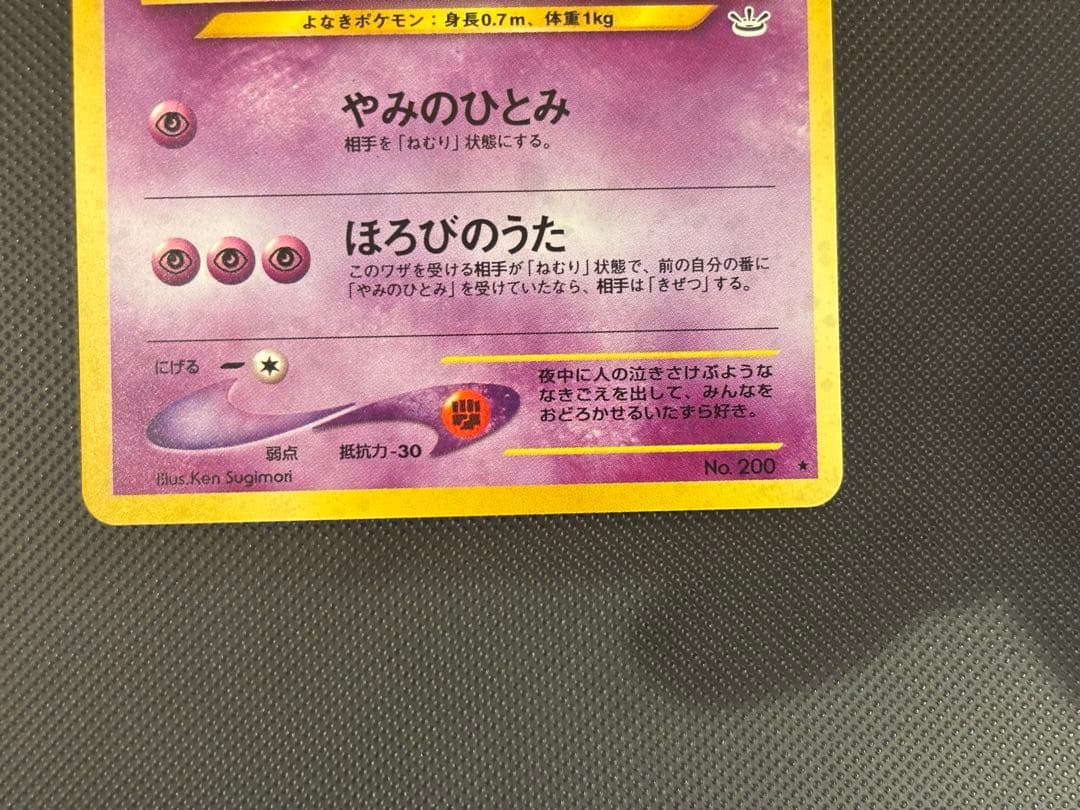 よなきポケモン：身長0.7m、体重1kg
やみのひとみ
相手を「ねむり」状態にする。
ほろびのうた
このワザを受ける相手が「ねむり」状態で、前の自分の番に
「やみのひとみ」を受けていたなら、相手は「きぜつ」する。
にげる
夜中に人の泣きさけぶような
なきごえを出して、みんなを
おどろかせるいたずら好き。
弱点 抵抗力-30
No. 200 ★
Illus.Ken Sugimori